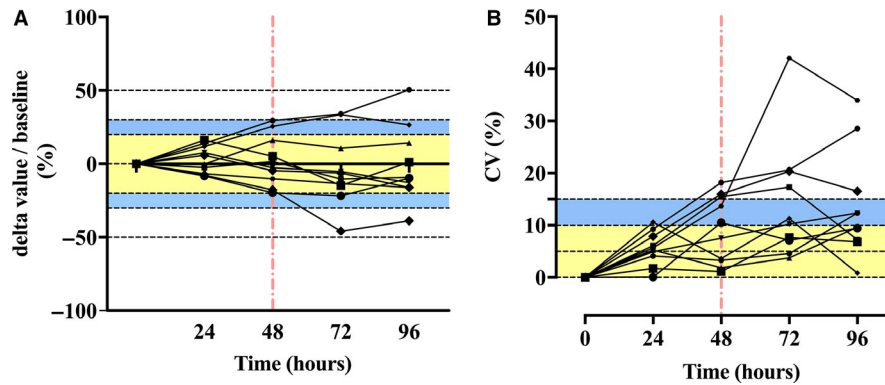 A
delta value / baseline
(%)
100
50
0
−50
−100
24 48 72 96
Time (hours)
B
CV (%)
50
40
30
20
10
0
0 24 48 72 96
Time (hours)